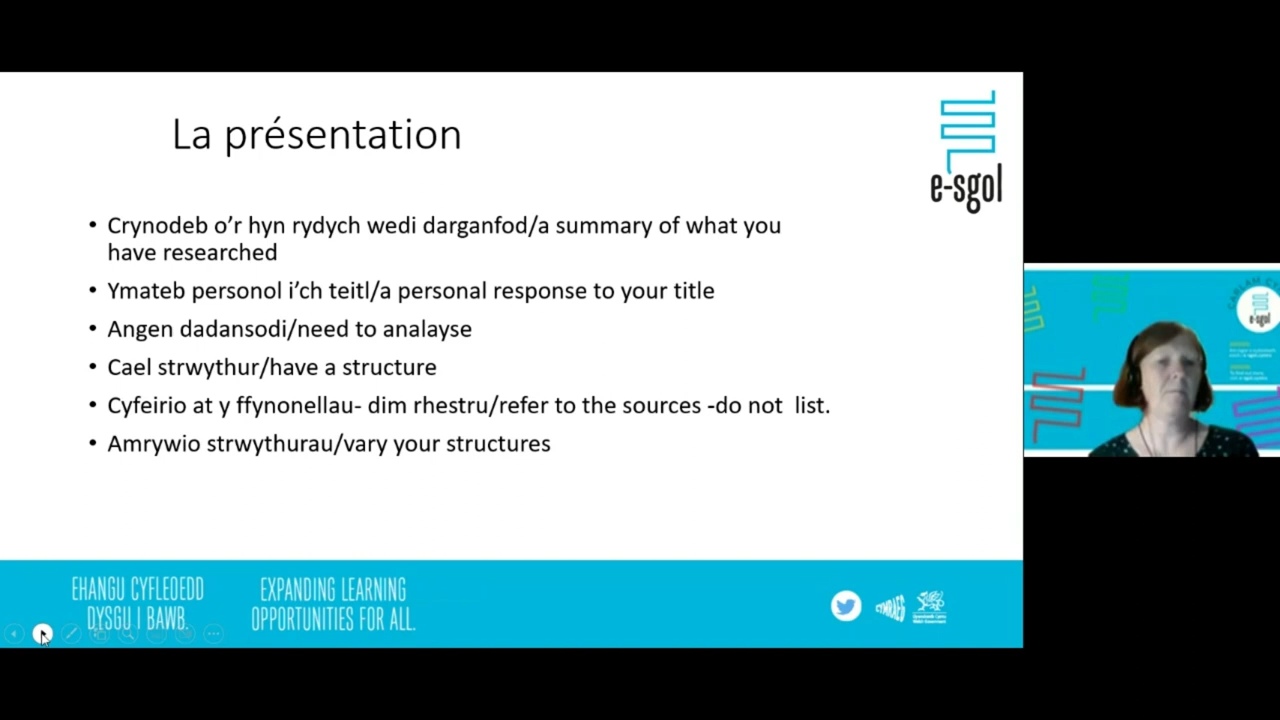 La présentation
e-sgol
• Crynodeb o’r hyn rydych wedi darganfod/a summary of what you
have researched
• Ymateb personol i’ch teitl/a personal response to your title
• Angen dadansodi/need to analayse
• Cael strwythur/have a structure
• Cyfeirio at y ffynonellau- dim rhestru/refer to the sources -do not  list.
• Amrywio strwythurau/vary your structures
EHANGU CYFLEOEDD
DYSGU I BAWB.
EXPANDING LEARNING
OPPORTUNITIES FOR ALL.
CYMRAEG
e-sgol